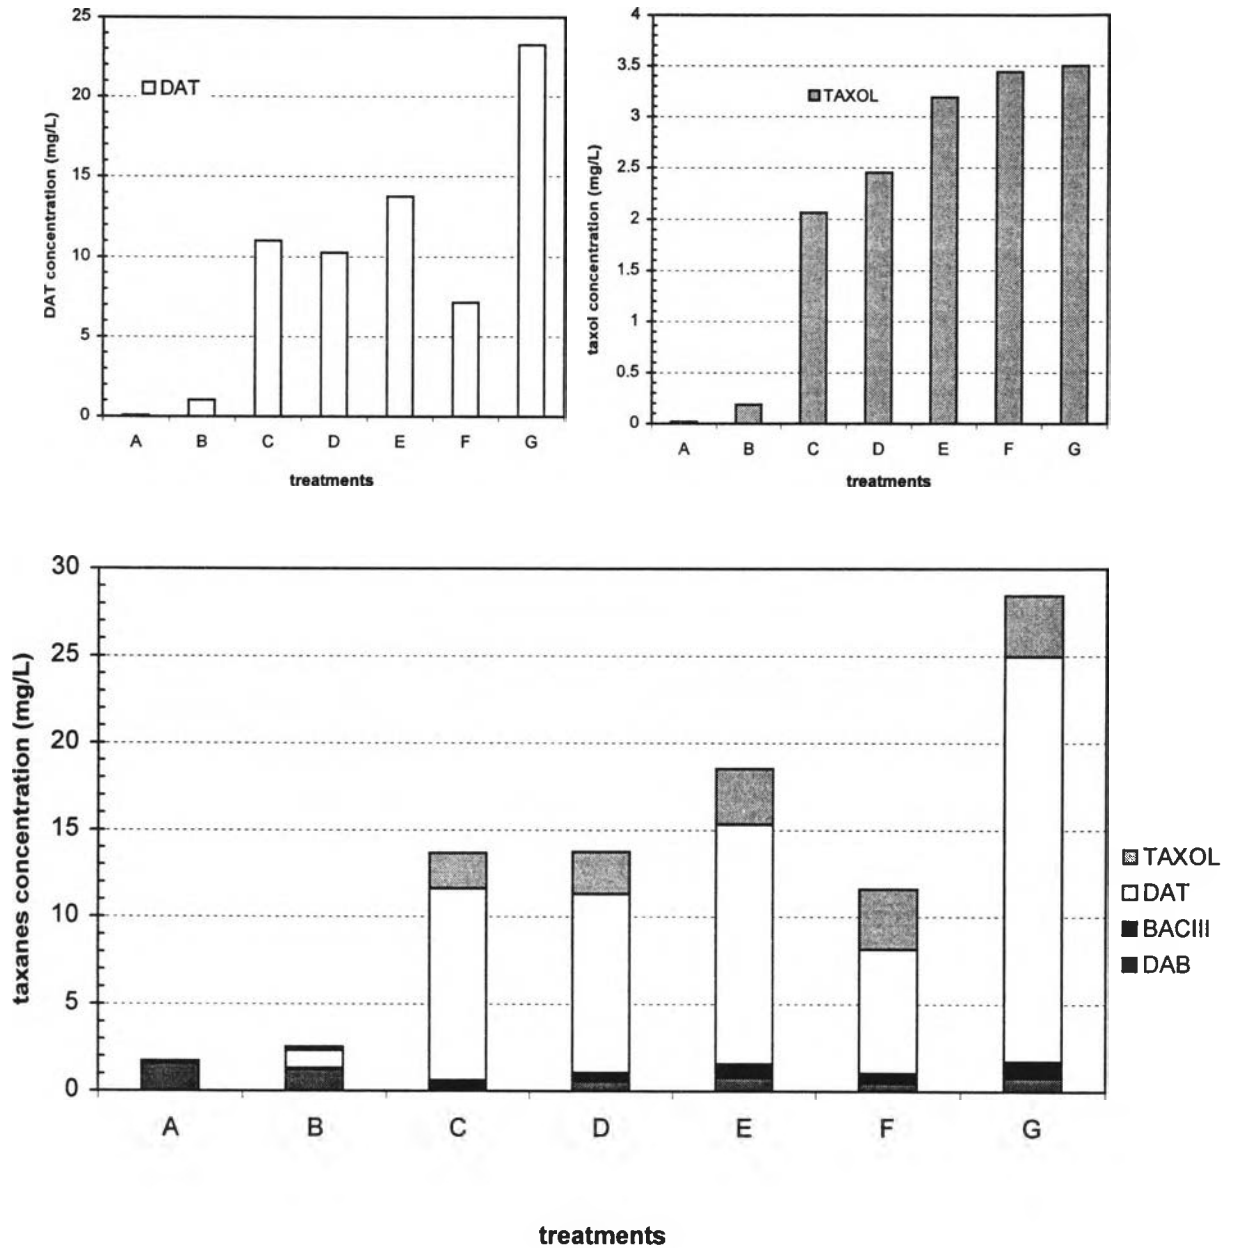 25
20
15
10
5
0
DAT concentration (mg/L)
DAT
A B C D E F G
treatments
4
3.5
3
2.5
2
1.5
1
0.5
0
taxol concentration (mg/L)
TAXOL
A B C D E F G
treatments
30
25
20
15
10
5
0
taxanes concentration (mg/L)
A B C D E F G
treatments
TAXOL
DAT
BACIII
DAB